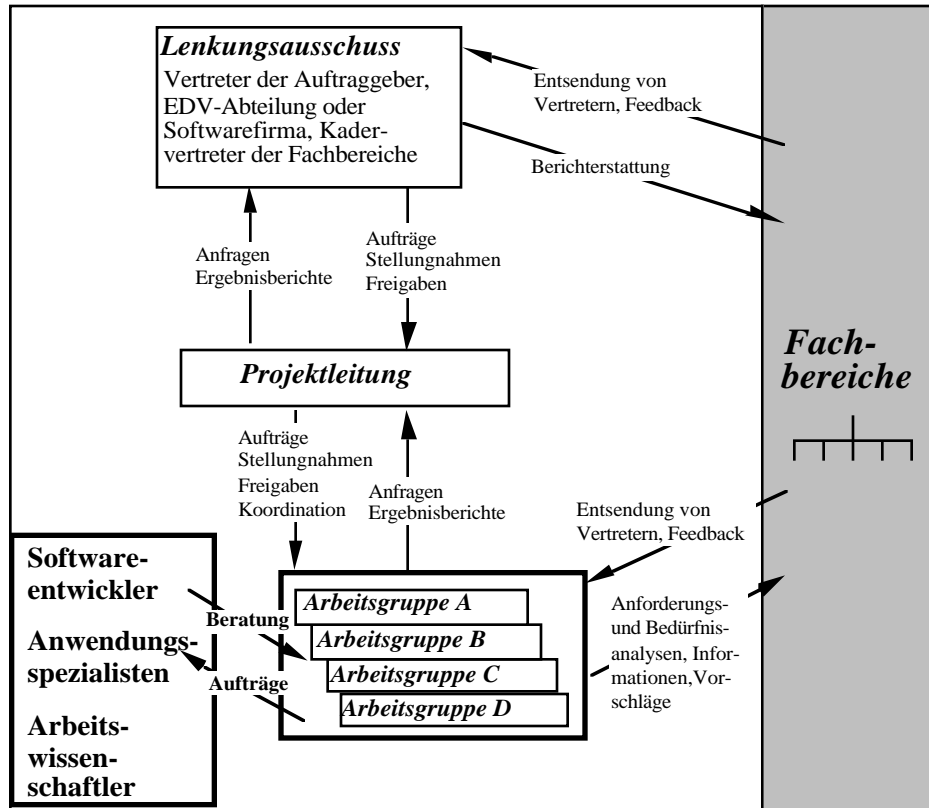 Lenkungsausschuss
Vertreter der Auftraggeber,
EDV-Abteilung oder
Softwarefirma, Kader-
vertreter der Fachbereiche
Entsendung von
Vertretern, Feedback
Berichterstattung
Anfragen
Ergebnisberichte
Aufträge
Stellungnahmen
Freigaben
Projektleitung
Fach-
bereiche
Aufträge
Stellungnahmen
Freigaben
Koordination
Anfragen
Ergebnisberichte
Entsendung von
Vertretern, Feedback
Software-
entwickler
Anwendungs-
spezialisten
Arbeits-
wissen-
schaftler
Beratung
Aufträge
Arbeitsgruppe A
Arbeitsgruppe B
Arbeitsgruppe C
Arbeitsgruppe D
Anforderungs-
und Bedürfnis-
analysen, Infor-
mationen,Vor-
schläge